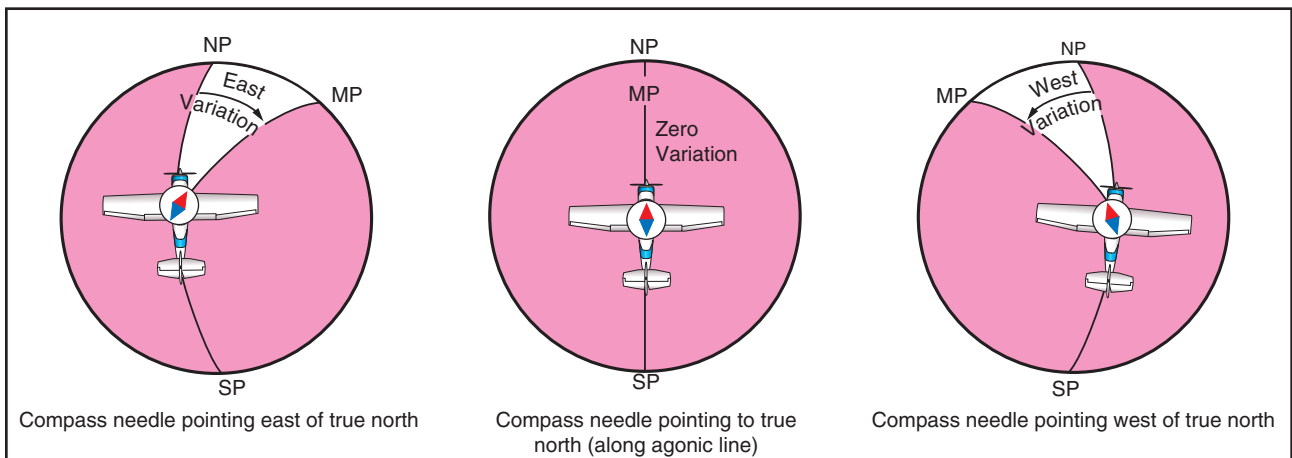 NP
East
Variation
MP
SP
Compass needle pointing east of true north
NP
MP
Zero
Variation
SP
Compass needle pointing to true
north (along agonic line)
NP
West
Variation
MP
SP
Compass needle pointing west of true north